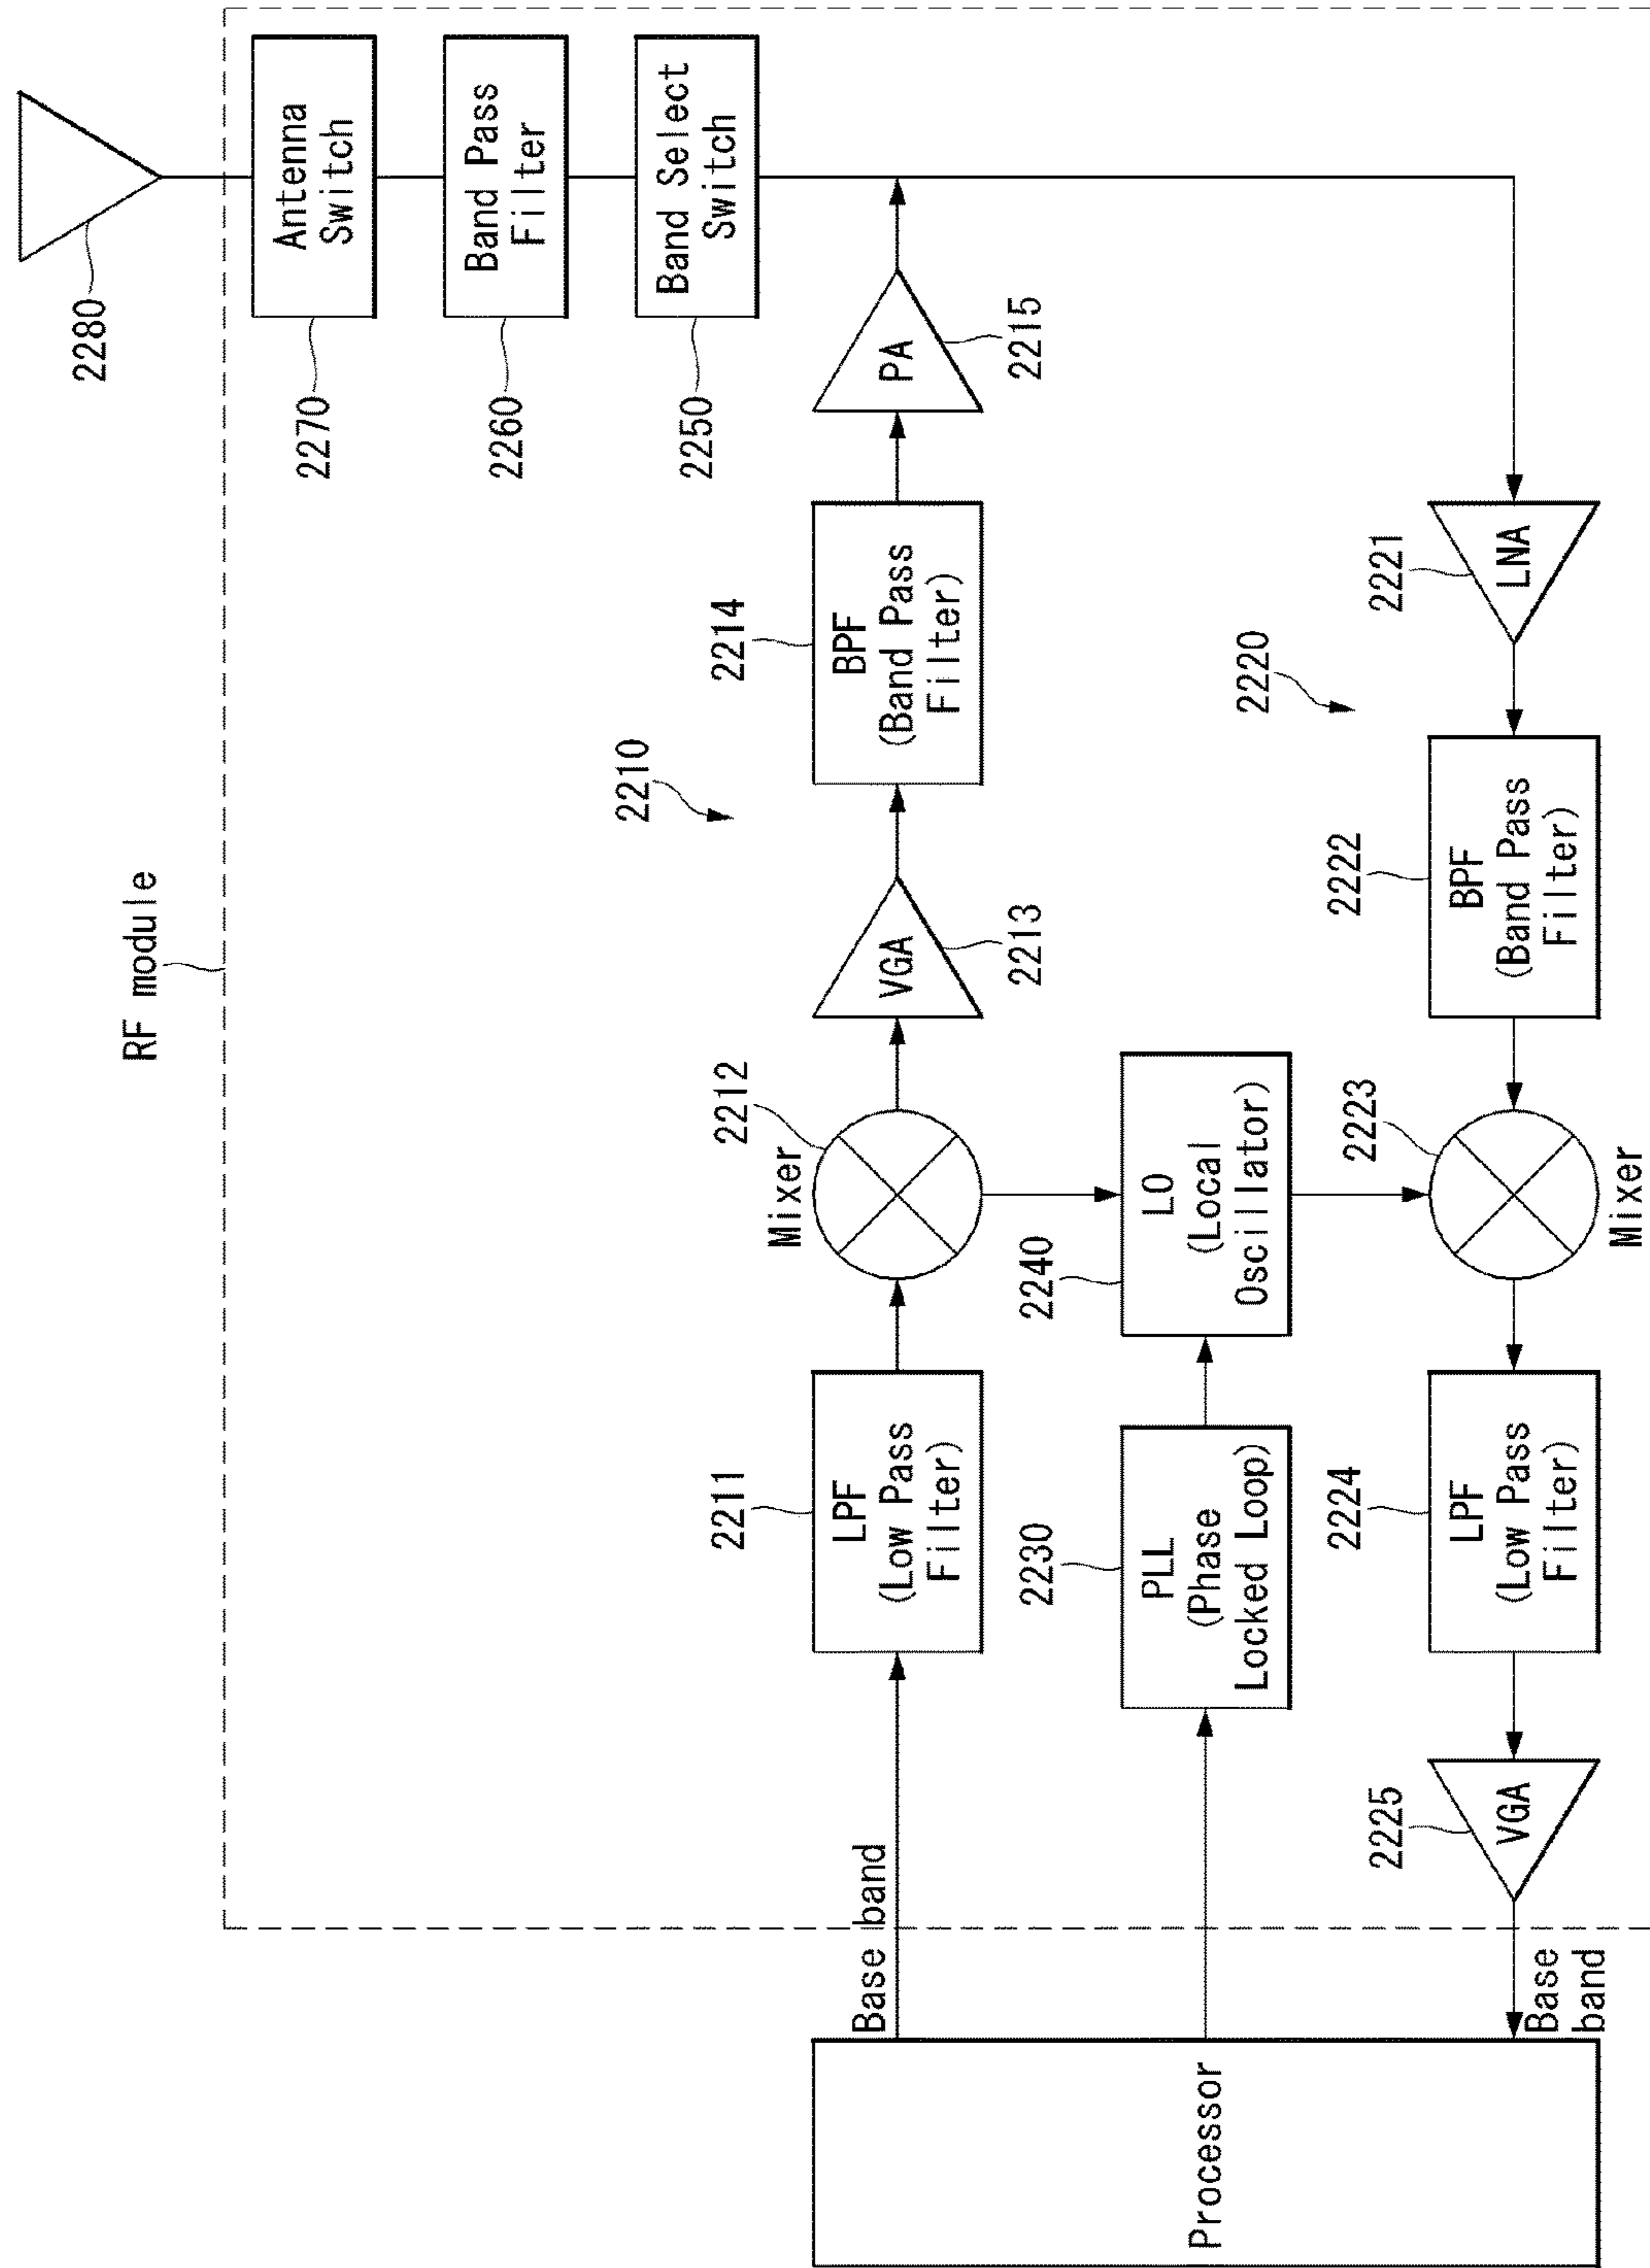 RF module
2280
Antenna
Switch
2270
Band Pass
Filter
2260
Band Select
Switch
2250
2210
2211
LPF
(Low Pass
Filter)
Mixer
2212
VGA
2213
2214
BPF
(Band Pass
Filter)
PA
2215
Base band
Processor
2230
PLL
(Phase
Locked Loop)
2240
LO
(Local
Oscillator)
2220
Base
band
2225
VGA
2224
LPF
(Low Pass
Filter)
2223
Mixer
2222
BPF
(Band Pass
Filter)
2221
LNA